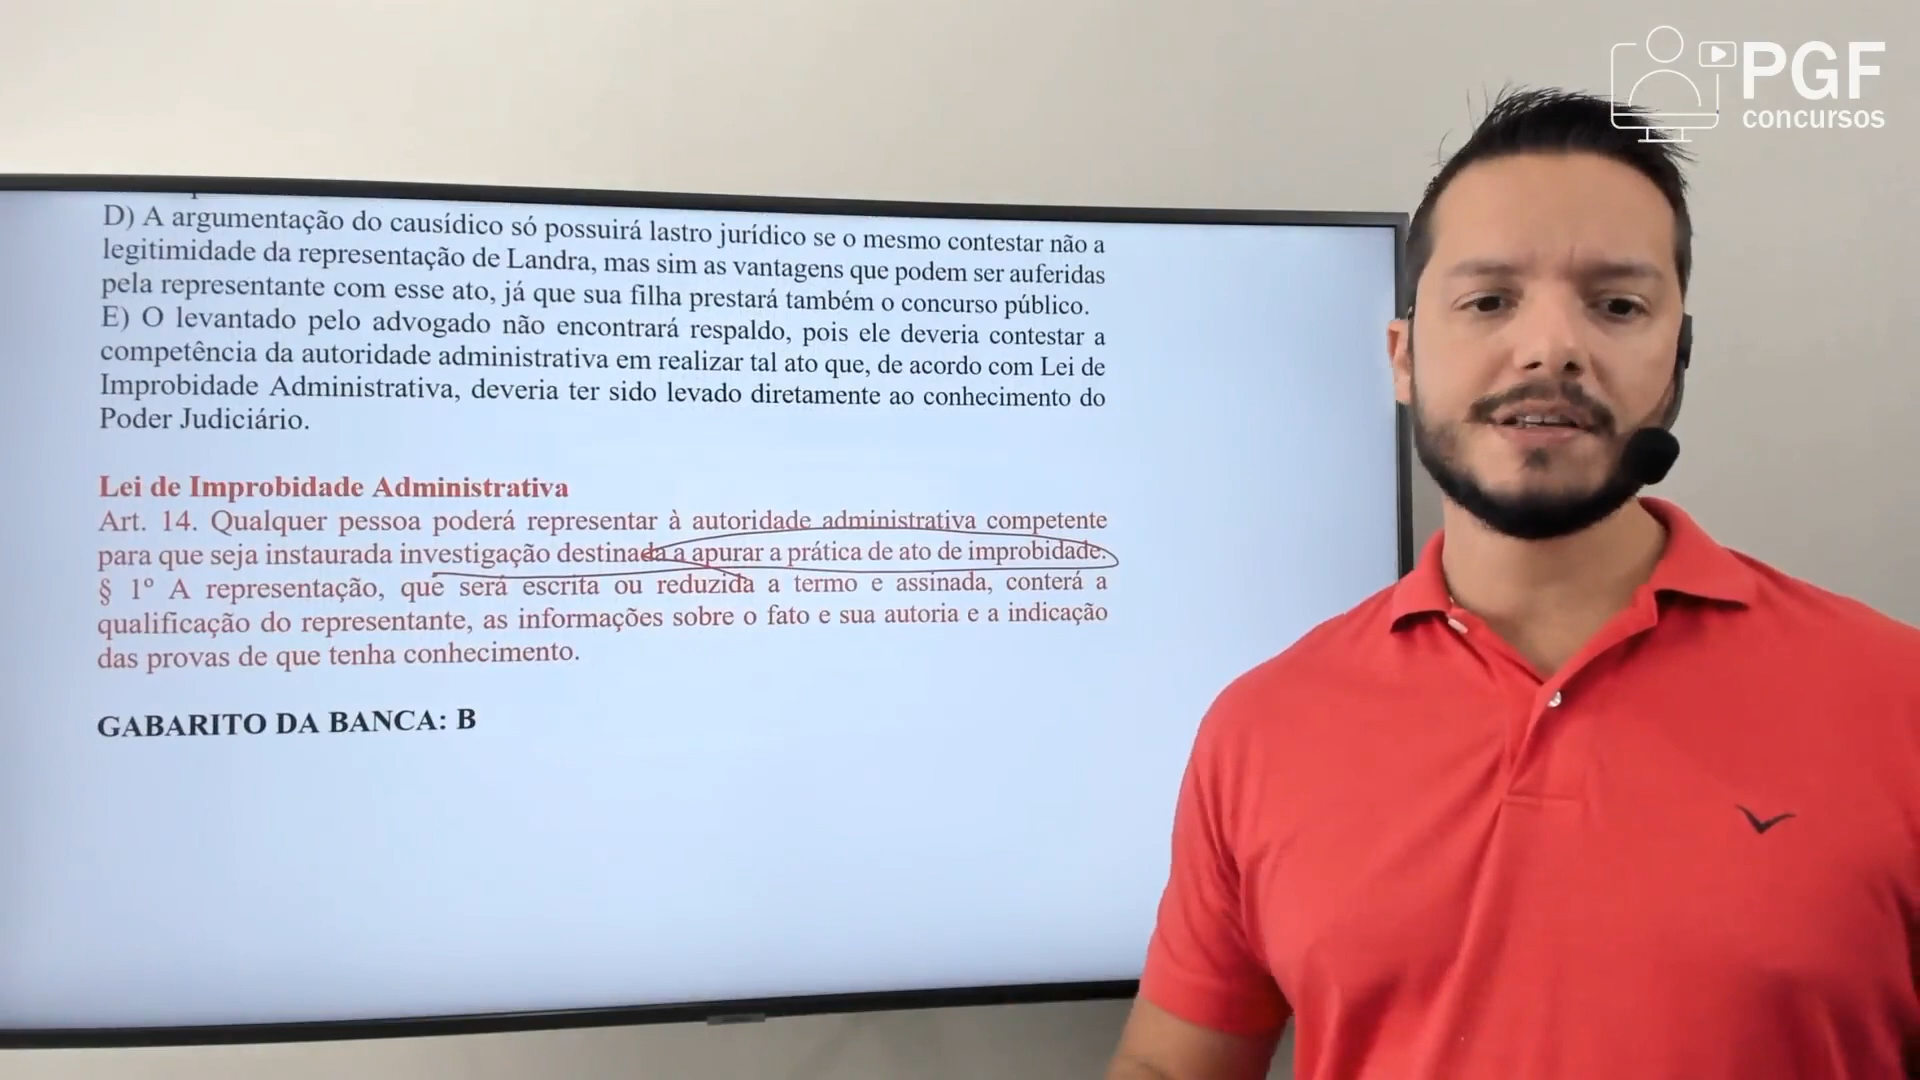 PGF
concursos
D) A argumentação do causídico só possuirá lastro jurídico se o mesmo contestar não a
legitimidade da representação de Landra, mas sim as vantagens que podem ser auferidas
pela representante com esse ato, já que sua filha prestará também o concurso público.
E) O levantado pelo advogado não encontrará respaldo, pois ele deveria contestar a
competência da autoridade administrativa em realizar tal ato que, de acordo com Lei de
Improbidade Administrativa, deveria ter sido levado diretamente ao conhecimento do
Poder Judiciário.
Lei de Improbidade Administrativa
Art. 14. Qualquer pessoa poderá representar à autoridade administrativa competente
para que seja instaurada investigação destinada a apurar a prática de ato de improbidade.
§ 1º A representação, que será escrita ou reduzida a termo e assinada, conterá a
qualificação do representante, as informações sobre o fato e sua autoria e a indicação
das provas de que tenha conhecimento.
GABARITO DA BANCA: B